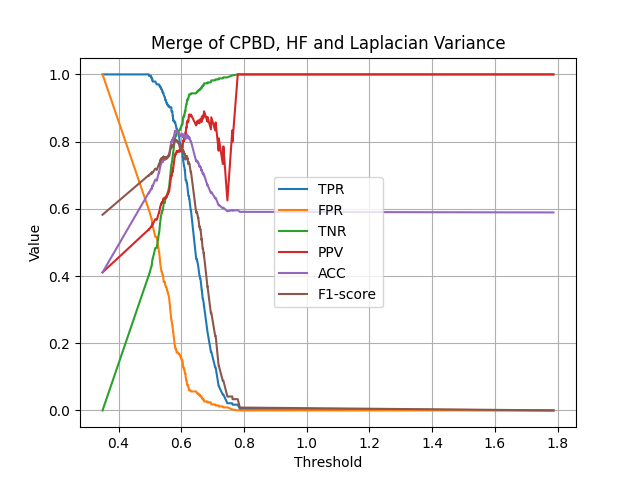 Merge of CPBD, HF and Laplacian Variance
1.0
0.8
0.6
0.4
0.2
0.0
Value
TPR
FPR
TNR
PPV
ACC
F1-score
0.4 0.6 0.8 1.0 1.2 1.4 1.6 1.8
Threshold